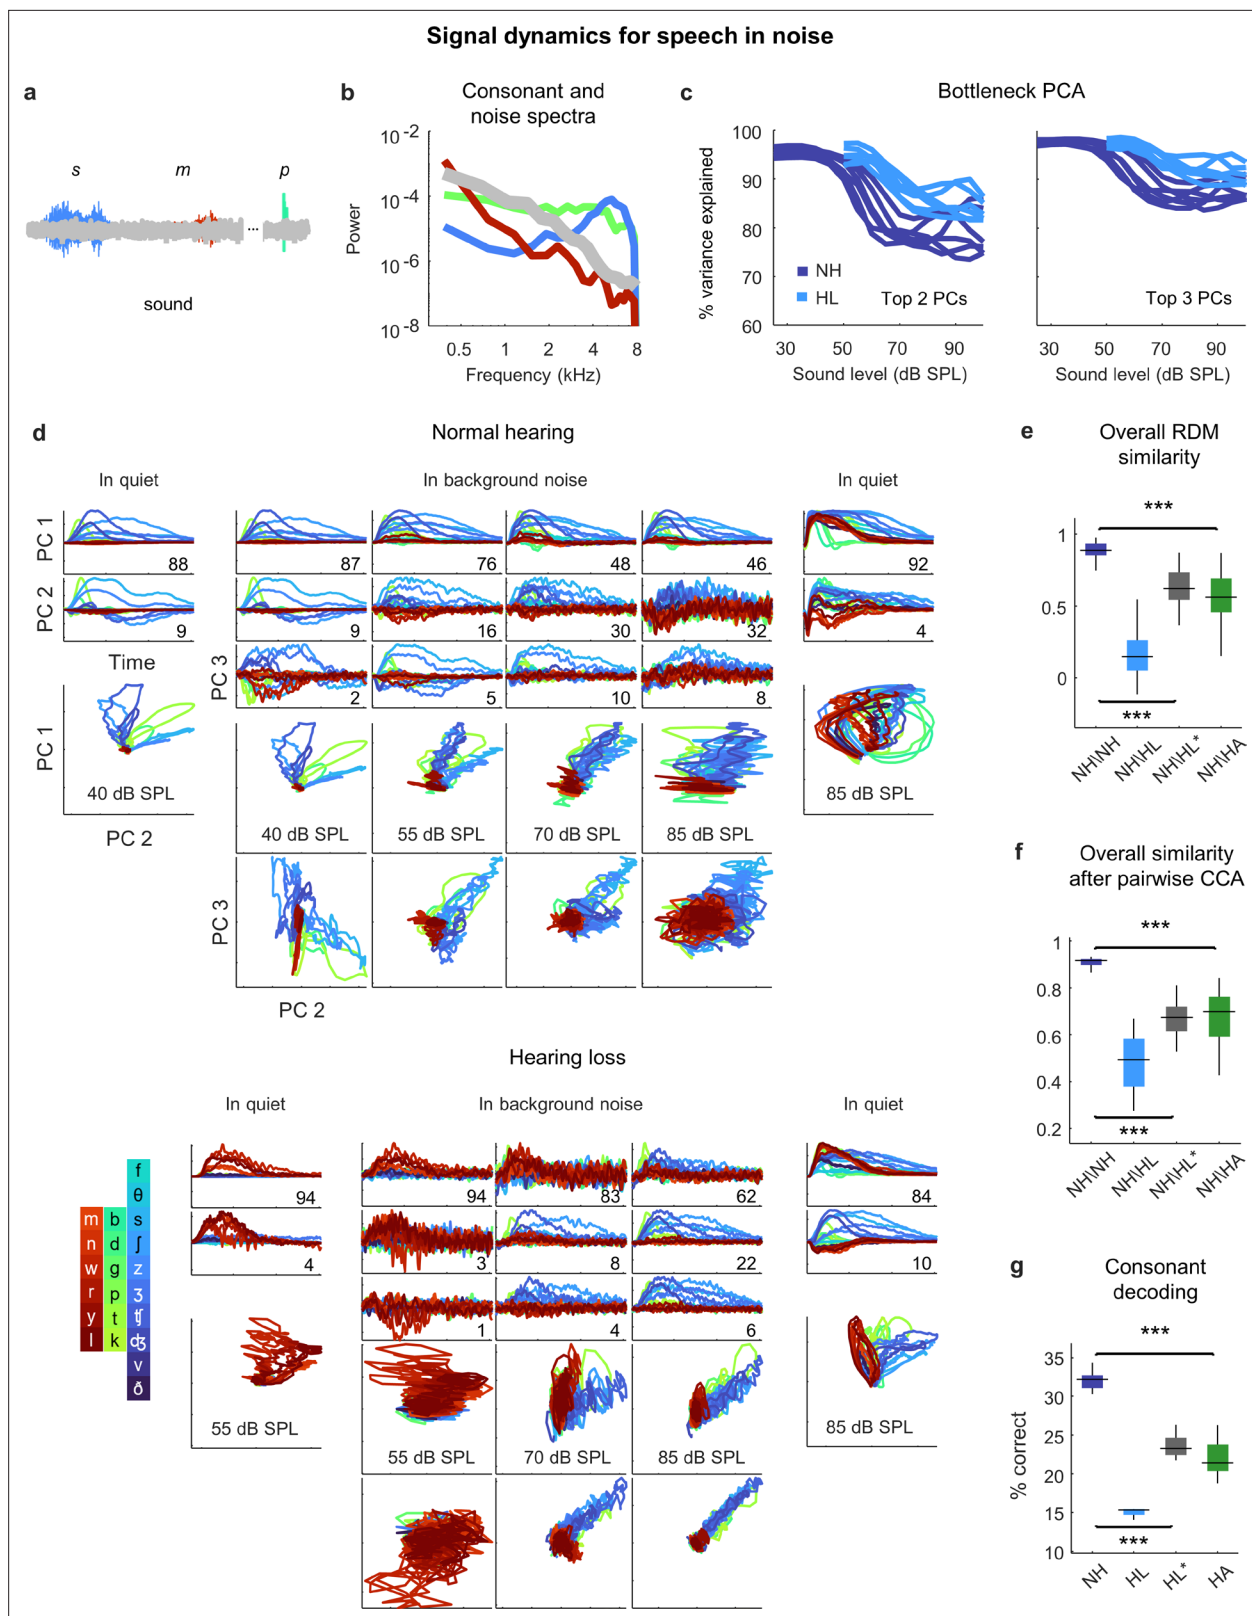 Signal dynamics for speech in noise
a
s
m
p
...
sound
b
Consonant and
noise spectra
10-2
10-4
10-6
10-8
Power
0.5 1 2 4 8
Frequency (kHz)
c
Bottleneck PCA
100
90
80
70
60
% variance explained
NH
HL
Top 2 PCs
30 50 70 90
Sound level (dB SPL)
Top 3 PCs
30 50 70 90
Sound level (dB SPL)
d
Normal hearing
In quiet
In background noise
In quiet
PC 1
88
87
76
48
46
92
PC 2
9
9
16
30
32
4
Time
PC 3
2
5
10
8
PC 1
40 dB SPL
PC 2
40 dB SPL
55 dB SPL
70 dB SPL
85 dB SPL
85 dB SPL
PC 3
PC 2
Hearing loss
In quiet
In background noise
In quiet
94
94
83
62
84
4
3
8
22
10
1
4
6
55 dB SPL
55 dB SPL
70 dB SPL
85 dB SPL
85 dB SPL
f
θ
m b s
n d ʃ
w g z
r p ʒ
y t ʧ
l k ʤ
v
ð
e
Overall RDM
similarity
***
1
0.5
0
***
NH\NH NH\HL NH\HL* NH\HA
f
Overall similarity
after pairwise CCA
***
1
0.8
0.6
0.4
0.2
***
NH\NH NH\HL NH\HL* NH\HA
g
Consonant
decoding
***
35
30
25
20
15
10
% correct
***
NH HL HL* HA